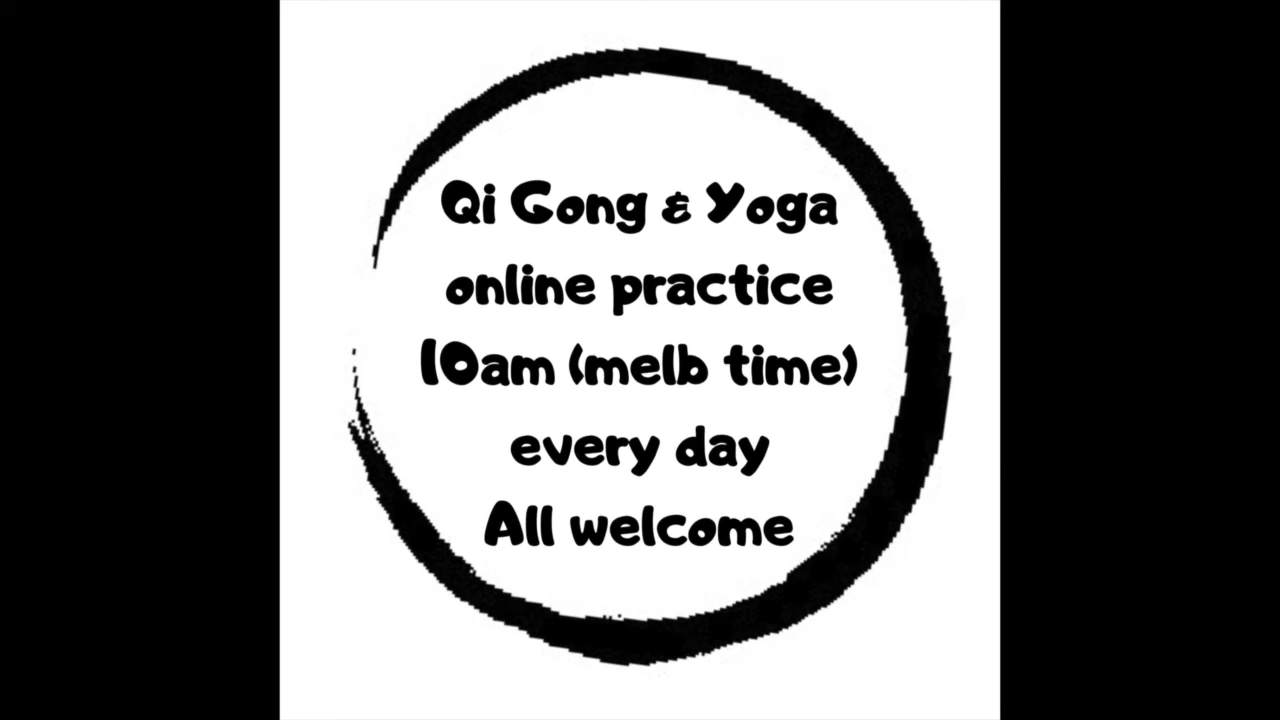 Qi Gong & Yoga
online practice
10am (melb time)
every day
All welcome